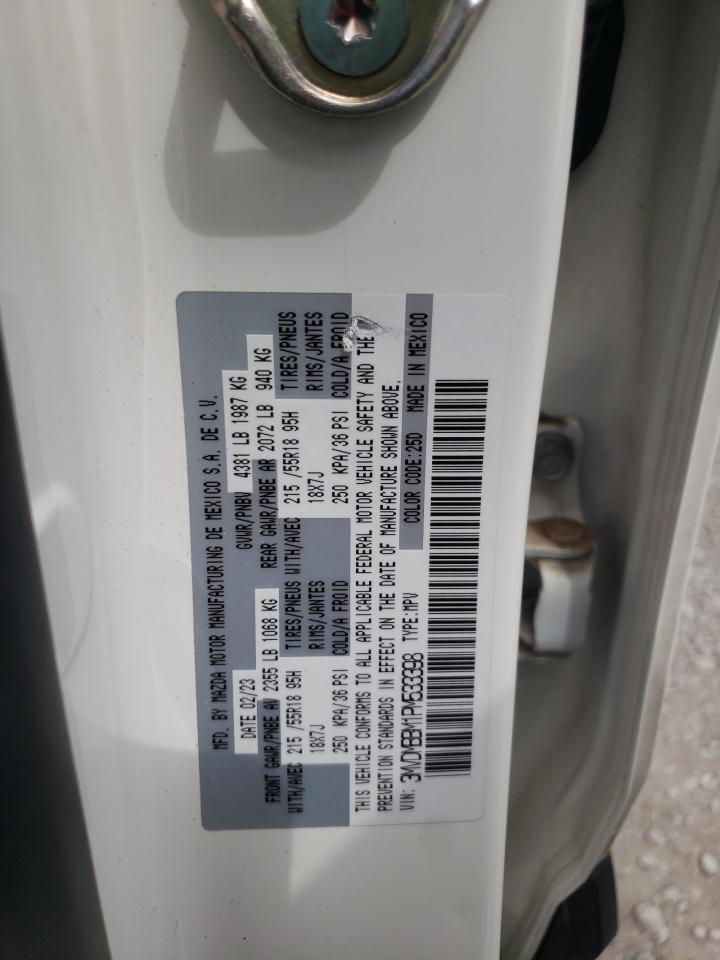 MFD. BY MAZDA MOTOR MANUFACTURING DE MEXICO S.A. DE C.V.
DATE 02/23 GVWR/PNBV 4381 LB 1987 KG
FRONT GAWR/PNBE AV 2355 LB 1068 KG REAR GAWR/PNBE AR 2072 LB 940 KG
WITH/AVEC 215 /55R18 95H TIRES/PNEUS WITH/AVEC 215 /55R18 95H TIRES/PNEUS
18X7J RIMS/JANTES 18X7J RIMS/JANTES
250 KPA/36 PSI COLD/A FROID 250 KPA/36 PSI COLD/A FROID
THIS VEHICLE CONFORMS TO ALL APPLICABLE FEDERAL MOTOR VEHICLE SAFETY AND THE
PREVENTION STANDARDS IN EFFECT ON THE DATE OF MANUFACTURE SHOWN ABOVE.
VIN: 3MVDMBBM1PM533398 TYPE:MPV COLOR CODE:25D MADE IN MEXICO